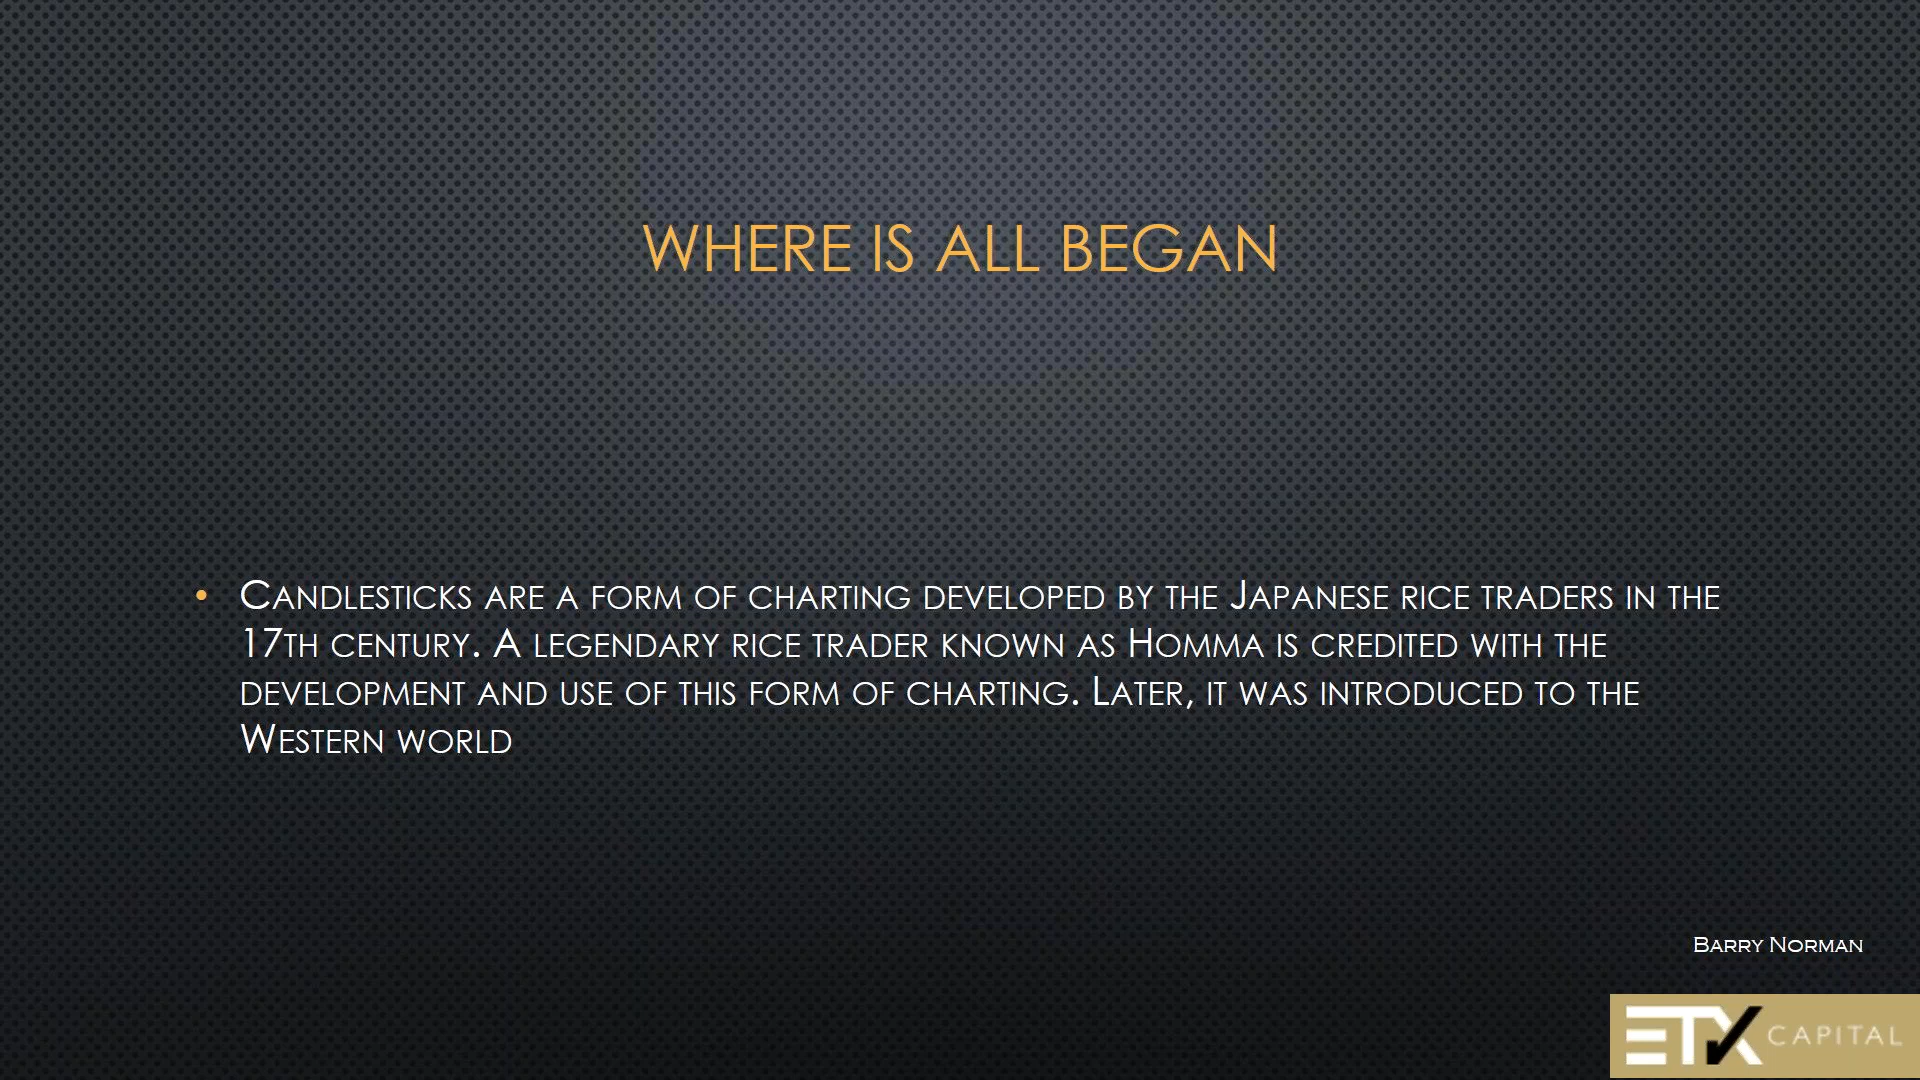 WHERE IS ALL BEGAN
• Candlesticks are a form of charting developed by the Japanese rice traders in the
17th century. A legendary rice trader known as Homma is credited with the
development and use of this form of charting. Later, it was introduced to the
Western world
Barry Norman
ETX CAPITAL